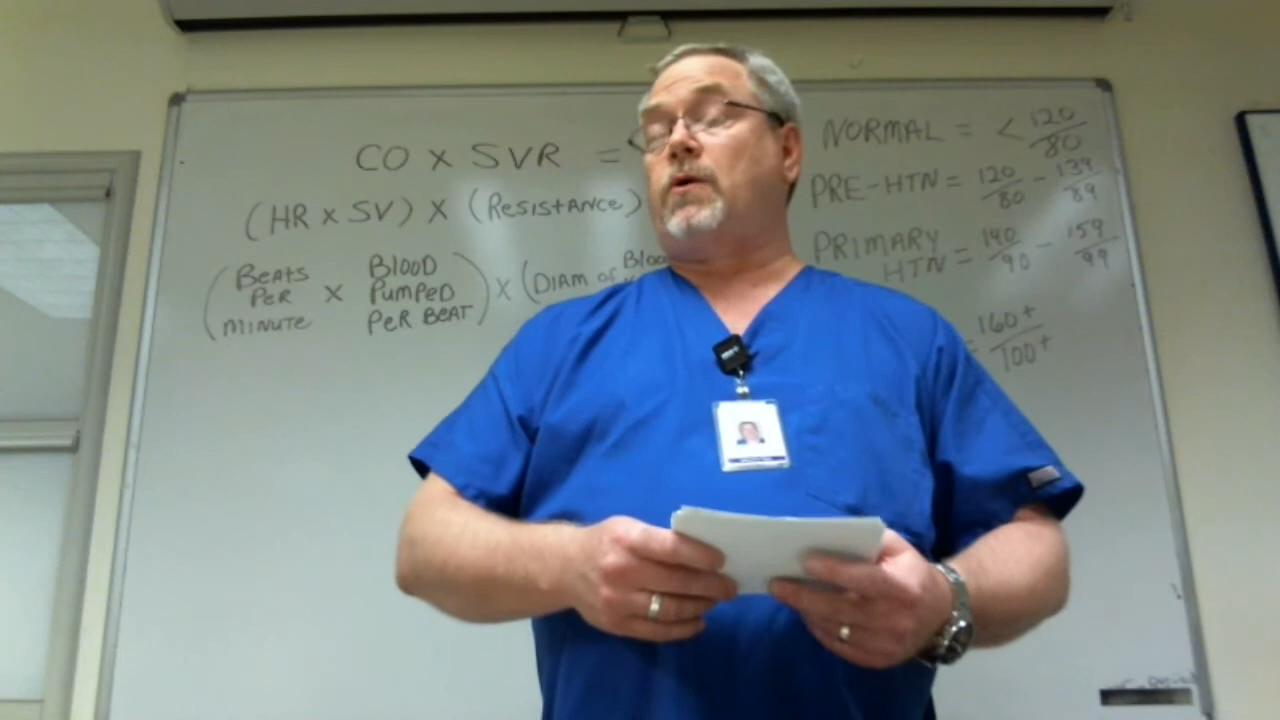 CO x SVR =
(HR x SV) x (Resistance)
(Beats Per Minute x Blood Pumped Per Beat) x (Diam of Blood
NORMAL = < 120/80
PRE-HTN = 120/80 - 139/89
PRIMARY HTN = 140/90 - 159/99
= 160+/100+